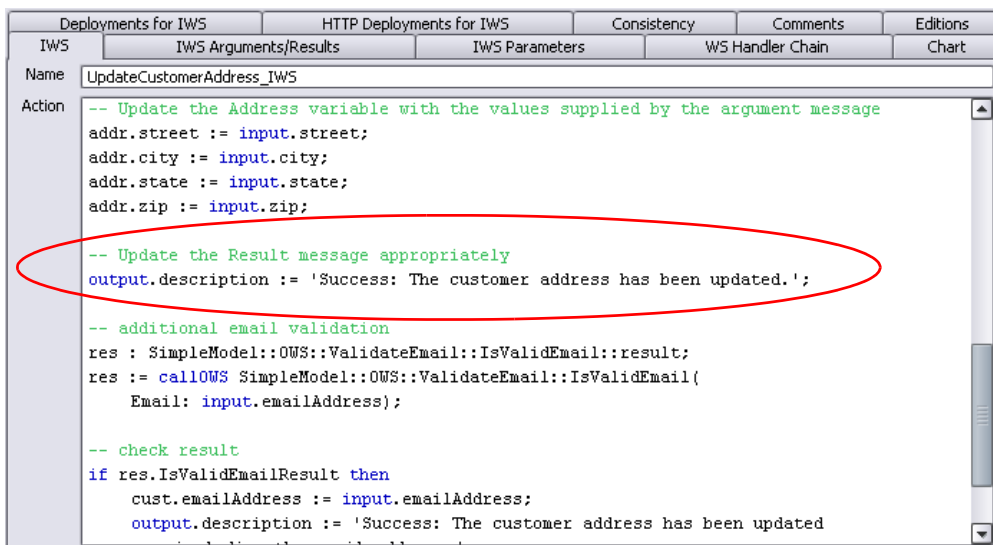 Deployments for IWS HTTP Deployments for IWS Consistency Comments Editions
IWS IWS Arguments/Results IWS Parameters WS Handler Chain Chart
Name UpdateCustomerAddress_IWS
Action
-- Update the Address variable with the values supplied by the argument message
addr.street := input.street;
addr.city := input.city;
addr.state := input.state;
addr.zip := input.zip;
-- Update the Result message appropriately
output.description := 'Success: The customer address has been updated.';
-- additional email validation
res : SimpleModel::OWS::ValidateEmail::IsValidEmail::result;
res := callOWS SimpleModel::OWS::ValidateEmail::IsValidEmail(
Email: input.emailAddress);
-- check result
if res.IsValidEmailResult then
cust.emailAddress := input.emailAddress;
output.description := 'Success: The customer address has been updated